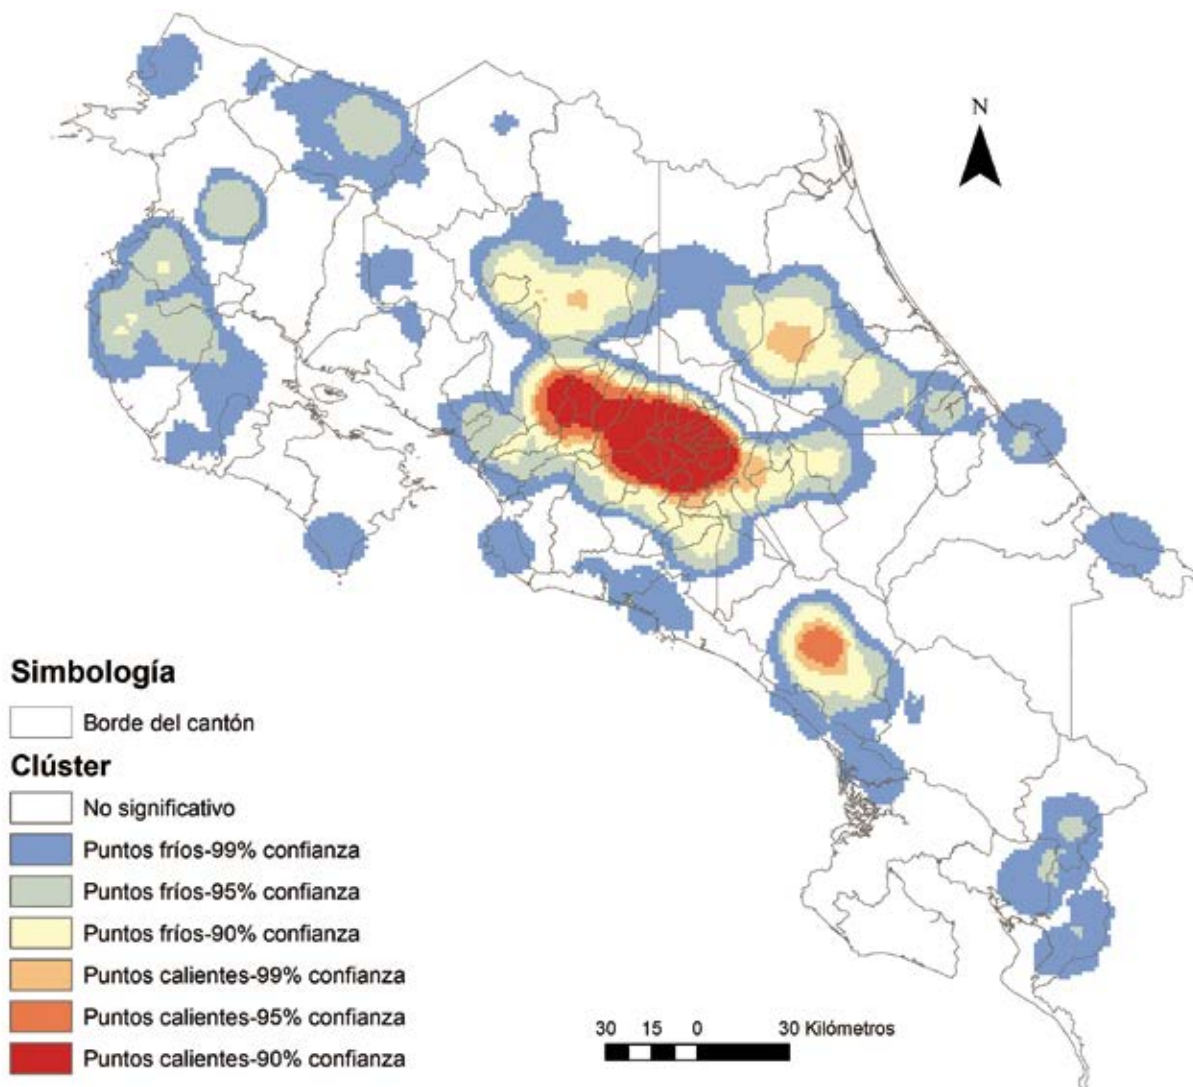 N
Simbología
Borde del cantón
Clúster
No significativo
Puntos fríos-99% confianza
Puntos fríos-95% confianza
Puntos fríos-90% confianza
Puntos calientes-99% confianza
Puntos calientes-95% confianza
Puntos calientes-90% confianza
30 15 0 30 Kilómetros